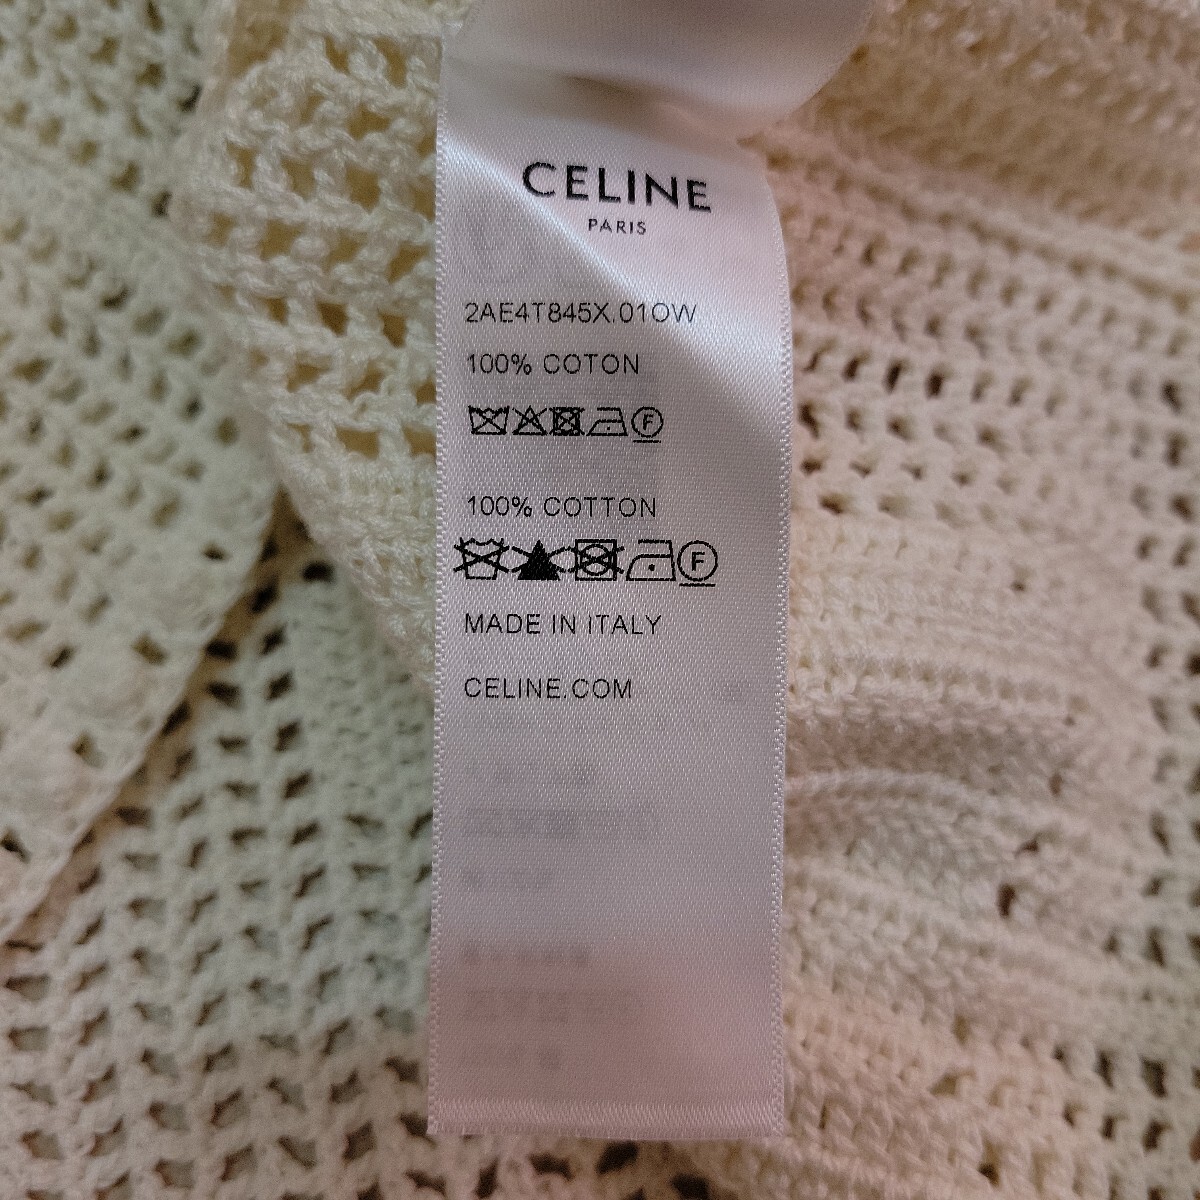 CELINE
PARIS
2AE4T845X.01OW
100% COTON
F
100% COTTON
F
MADE IN ITALY
CELINE.COM